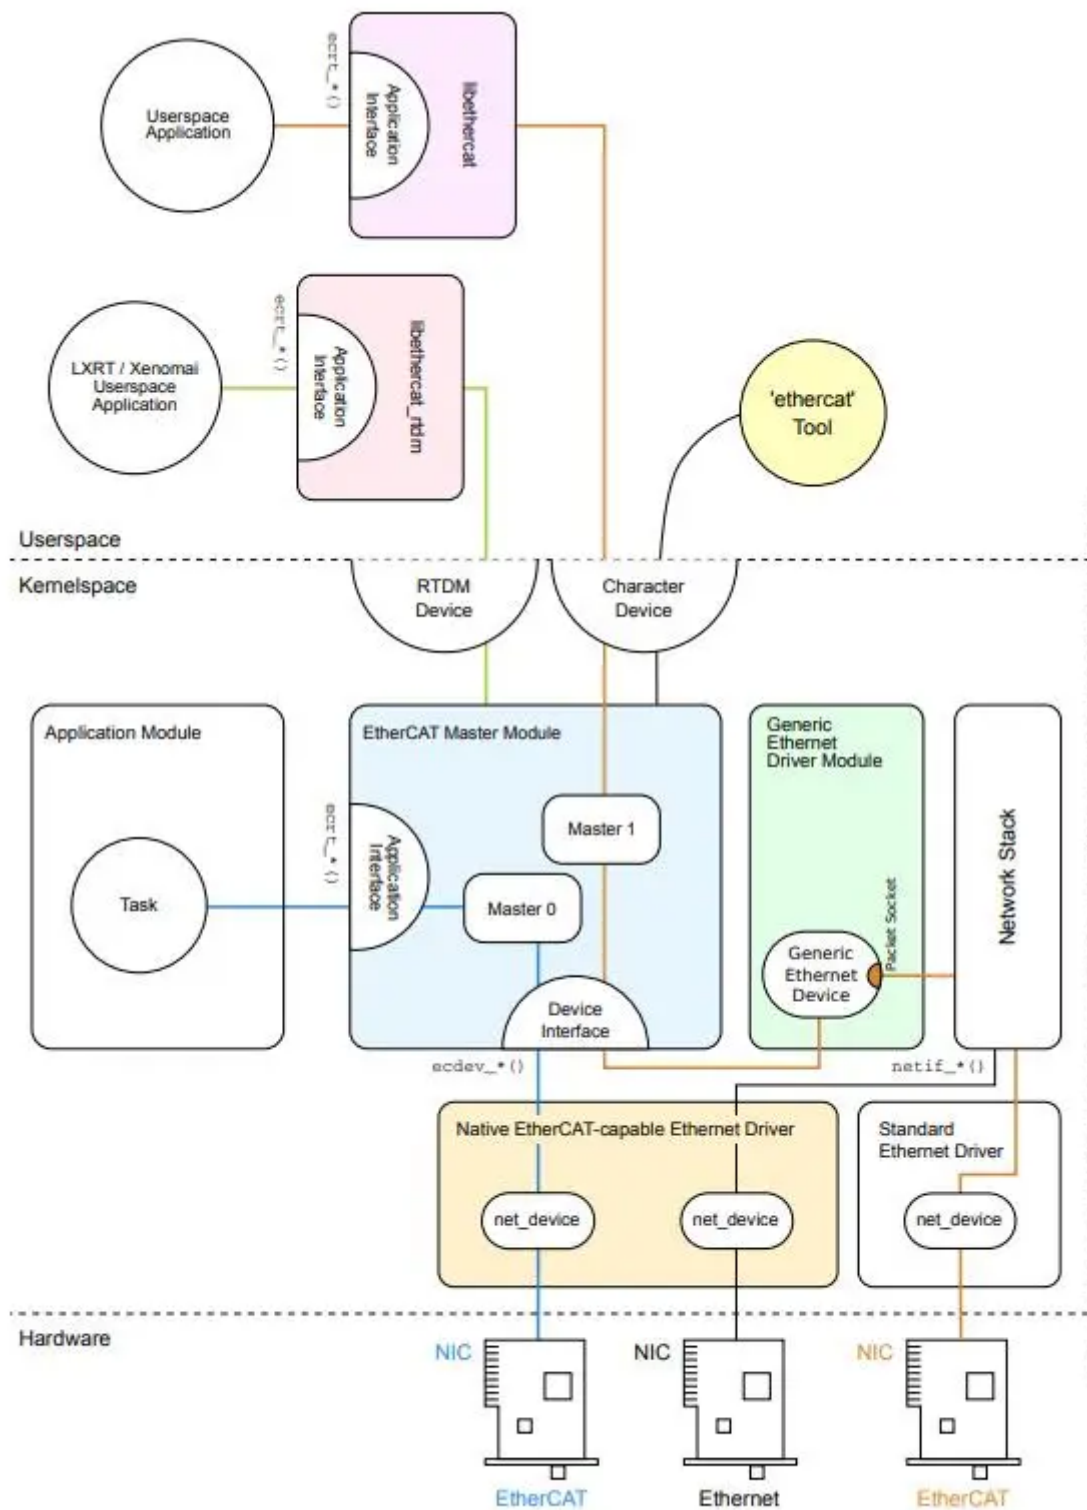 ecrt_*()
Application
Interface
libethercat
Userspace
Application
ecrt_*()
Application
Interface
libethercat_rtdm
LXRT / Xenomai
Userspace
Application
'ethercat'
Tool
Userspace
Kernelspace
RTDM
Device
Character
Device
Application Module
EtherCAT Master Module
Generic
Ethernet
Driver Module
Network Stack
ecrt_*()
Application
Interface
Master 1
Task
Master 0
Packet Socket
Generic
Ethernet
Device
Device
Interface
ecdev_*()
netif_*()
Native EtherCAT-capable Ethernet Driver
Standard
Ethernet Driver
net_device
net_device
net_device
Hardware
NIC
NIC
NIC
EtherCAT
Ethernet
EtherCAT